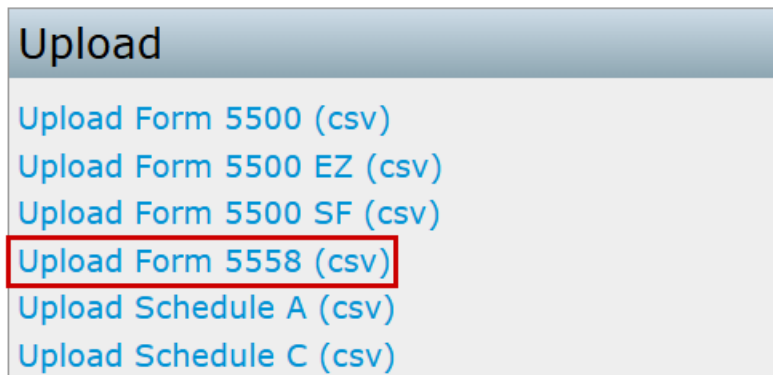 Upload
Upload Form 5500 (csv)
Upload Form 5500 EZ (csv)
Upload Form 5500 SF (csv)
Upload Form 5558 (csv)
Upload Schedule A (csv)
Upload Schedule C (csv)